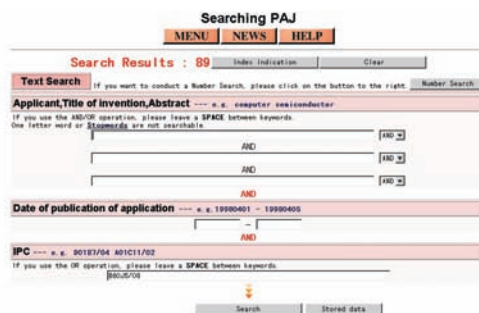 Searching PAJ
MENU NEWS HELP
Search Results : 89 Index Indication Clear
Text Search If you want to conduct a Number Search, please click on the button to the right. Number Search
Applicant,Title of invention,Abstract --- e.g. computer semiconductor
If you use the AND/OR operation, please leave a SPACE between keywords.
One letter word or Stopwords are not searchable.
AND
AND
AND
AND
AND
AND
Date of publication of application --- e.g.19980401 - 19980405
-
AND
IPC --- e.g. B01B7/04 A01C11/02
If you use the OR operation, please leave a SPACE between keywords.
B60J5/00
Search Stored data